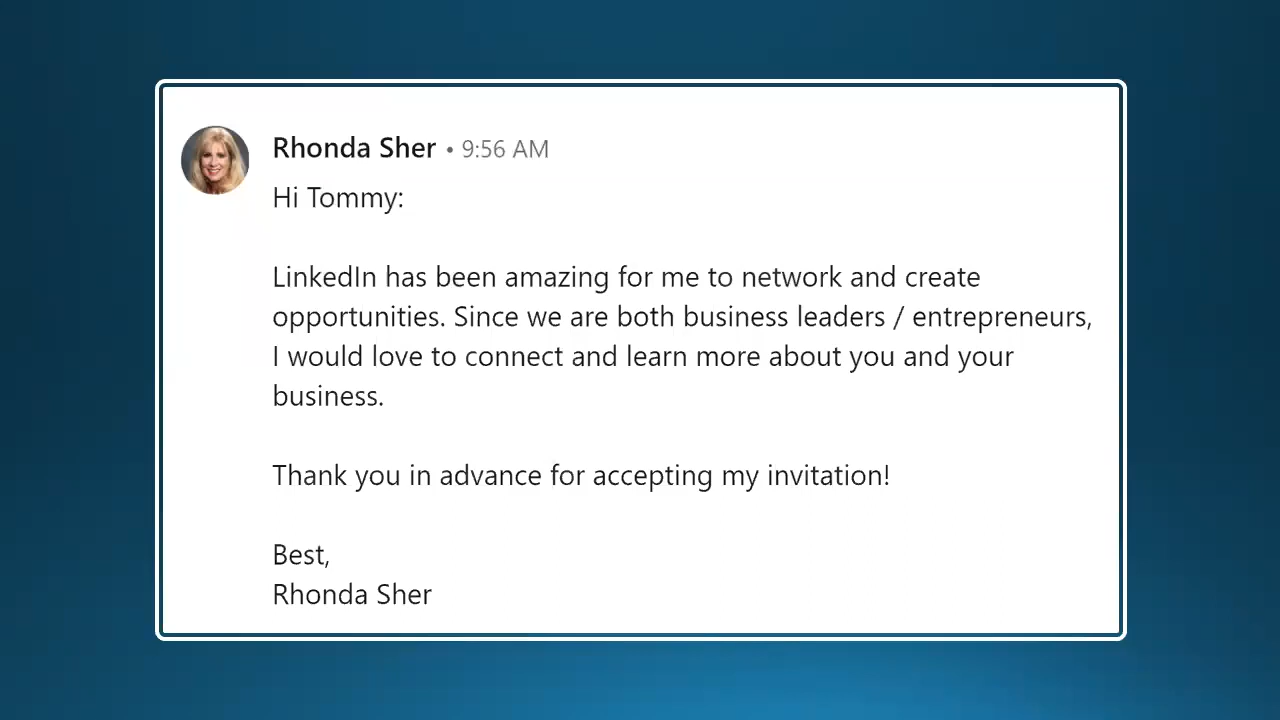 Rhonda Sher • 9:56 AM
Hi Tommy:
LinkedIn has been amazing for me to network and create
opportunities. Since we are both business leaders / entrepreneurs,
I would love to connect and learn more about you and your
business.
Thank you in advance for accepting my invitation!
Best,
Rhonda Sher